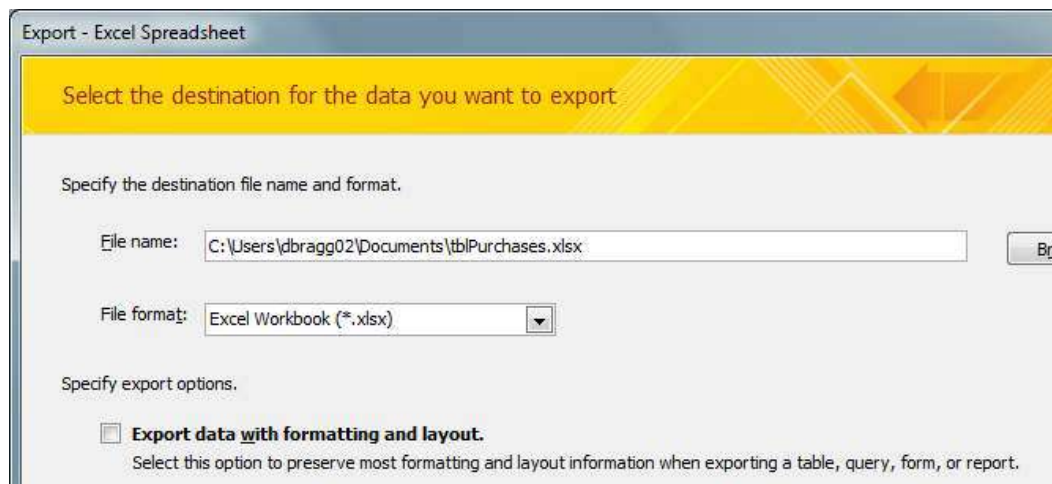 Export - Excel Spreadsheet
Select the destination for the data you want to export
Specify the destination file name and format.
File name: C:\Users\dbragg02\Documents\tblPurchases.xlsx
File format: Excel Workbook (*.xlsx)
Specify export options.
Export data with formatting and layout.
Select this option to preserve most formatting and layout information when exporting a table, query, form, or report.